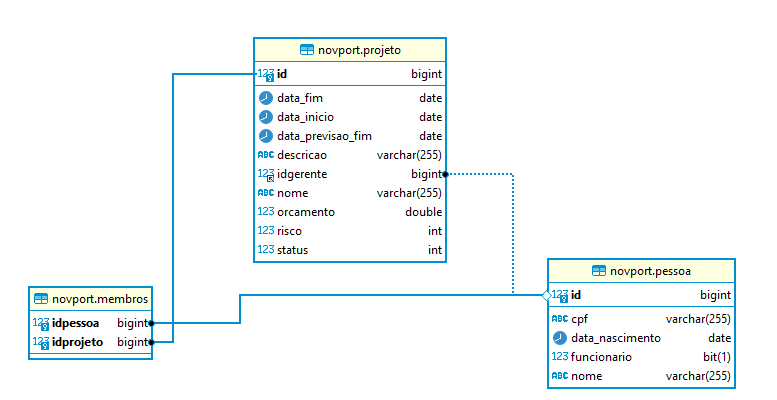 novport.projeto
123 id bigint
data_fim date
data_inicio date
data_previsao_fim date
ABC descricao varchar(255)
123 idgerente bigint
ABC nome varchar(255)
123 orcamento double
123 risco int
123 status int
novport.membros
123 idpessoa bigint
123 idprojeto bigint
novport.pessoa
123 id bigint
ABC cpf varchar(255)
data_nascimento date
123 funcionario bit(1)
ABC nome varchar(255)